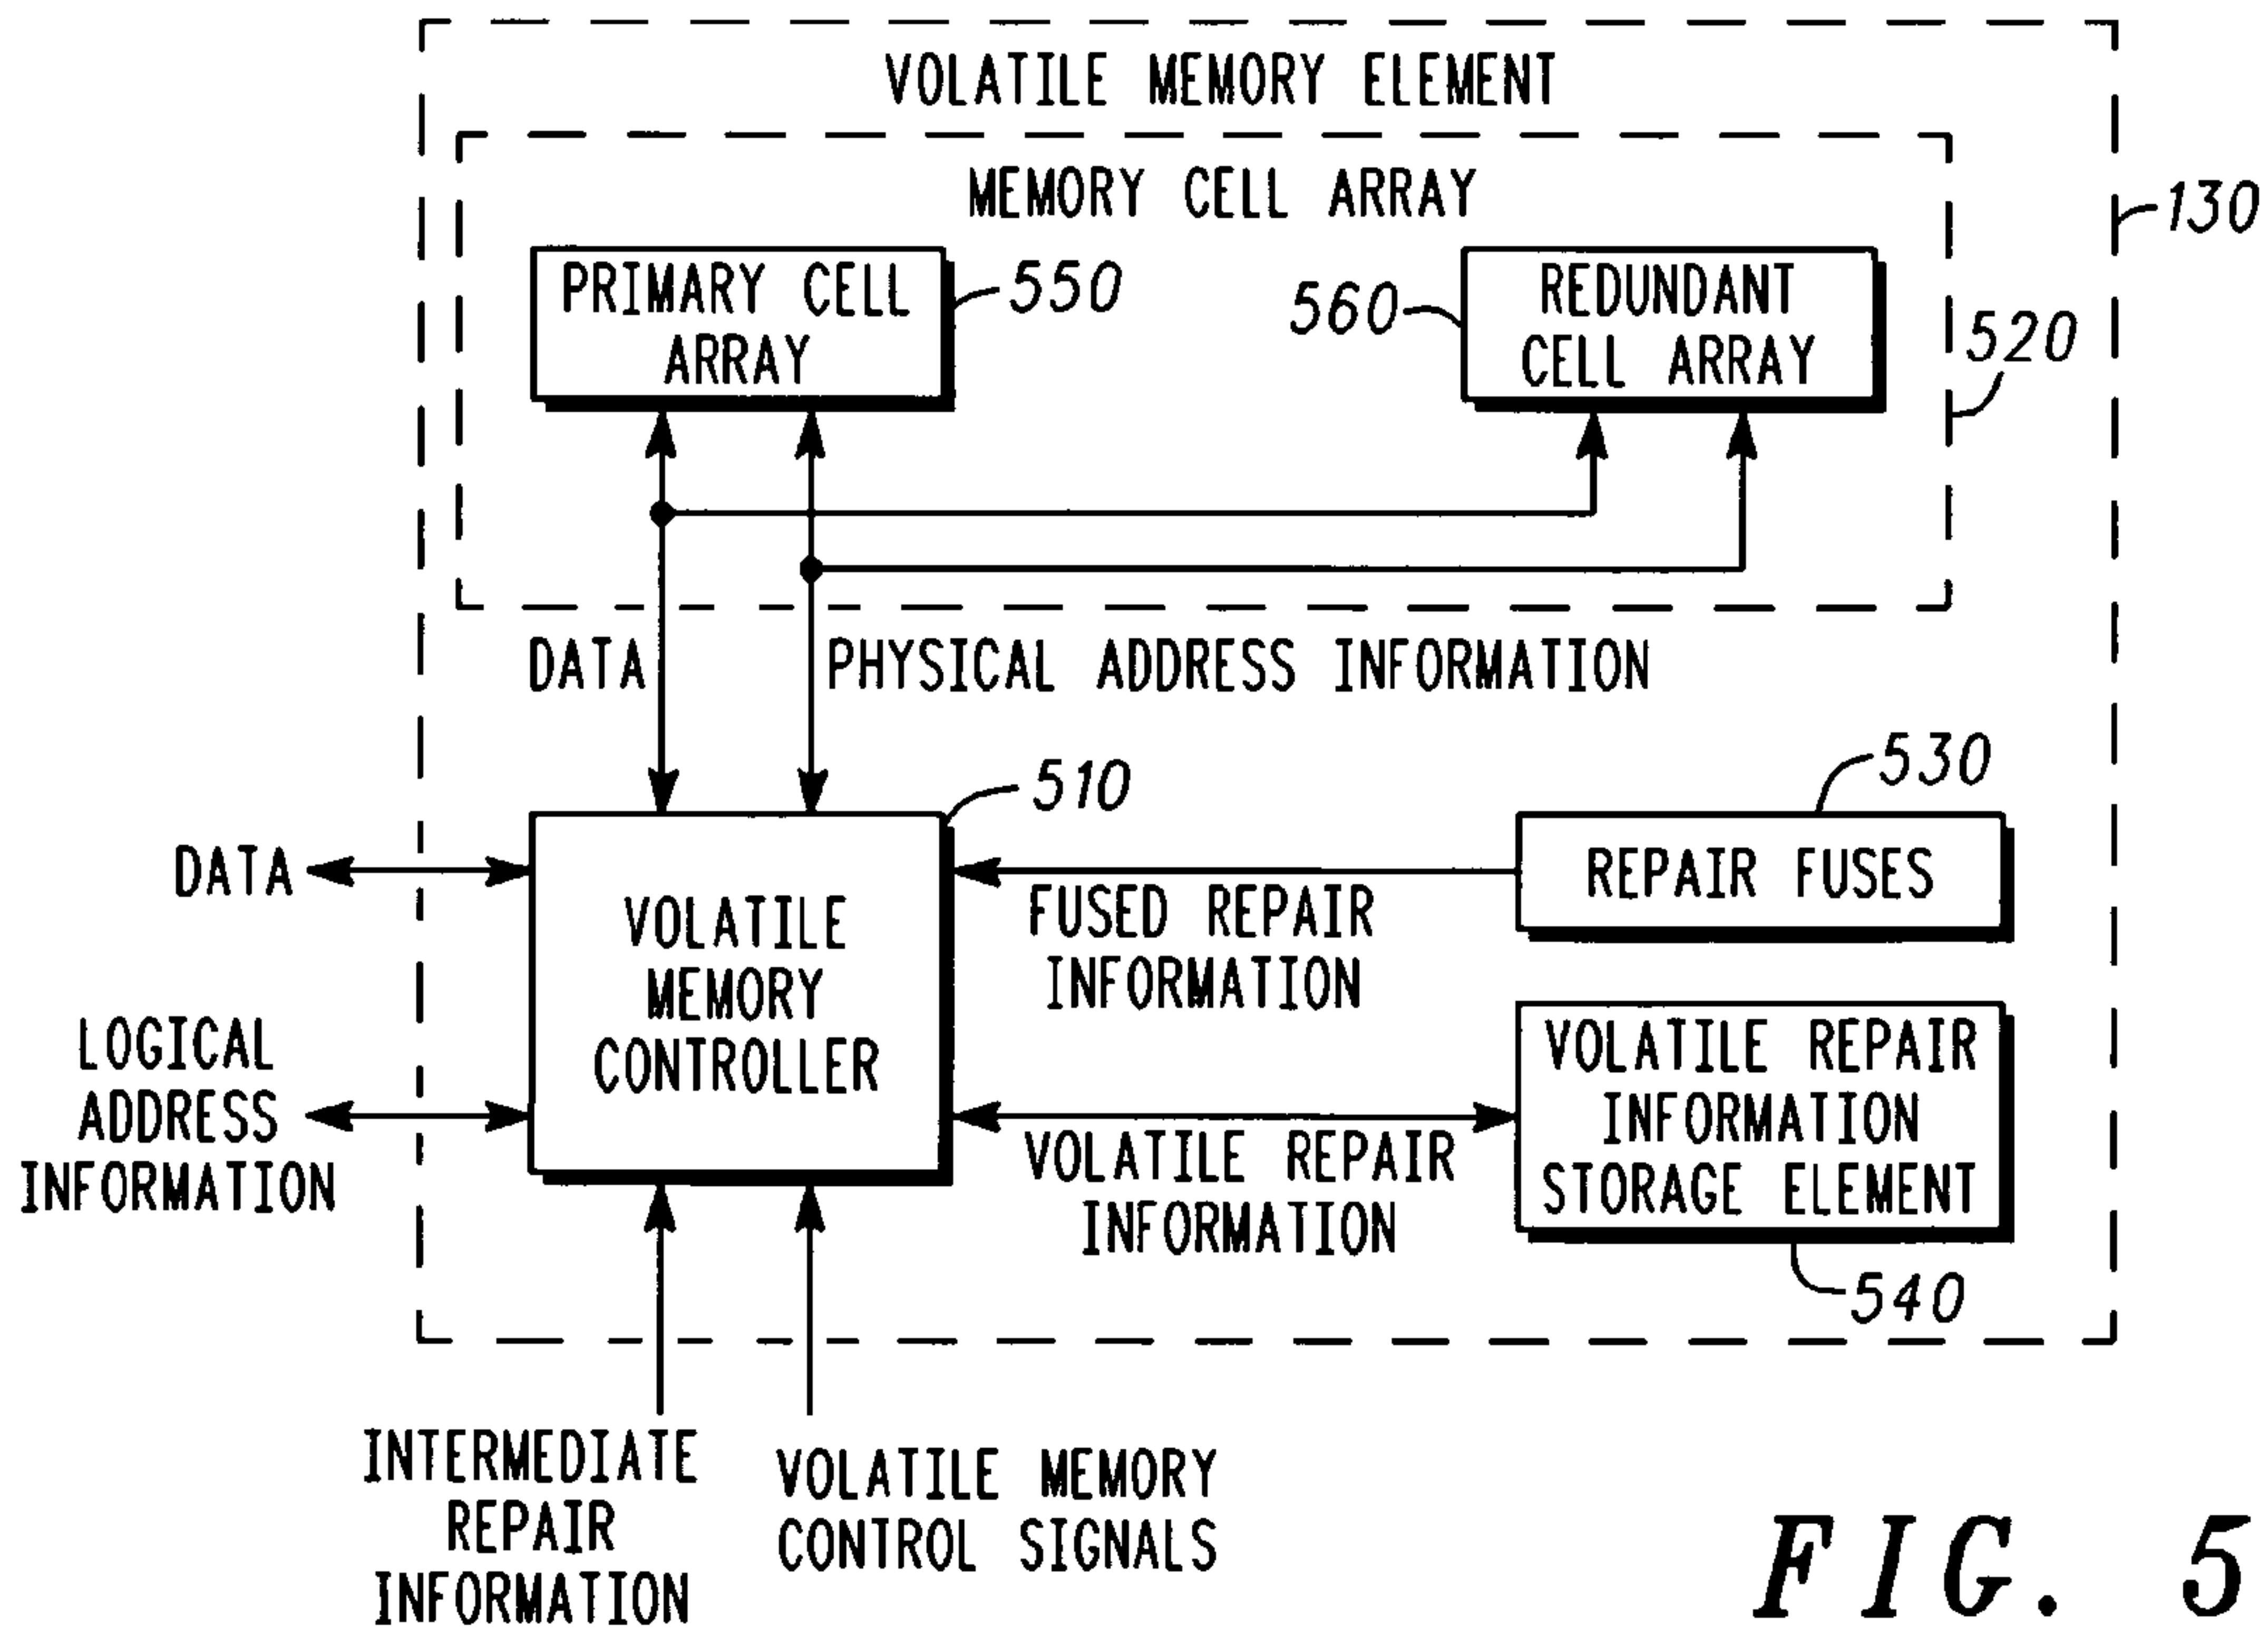 VOLATILE MEMORY ELEMENT
MEMORY CELL ARRAY
130
PRIMARY CELL
ARRAY
550
560
REDUNDANT
CELL ARRAY
520
DATA
PHYSICAL ADDRESS INFORMATION
510
530
DATA
VOLATILE
MEMORY
CONTROLLER
FUSED REPAIR
INFORMATION
REPAIR FUSES
LOGICAL
ADDRESS
INFORMATION
VOLATILE REPAIR
INFORMATION
VOLATILE REPAIR
INFORMATION
STORAGE ELEMENT
540
INTERMEDIATE
REPAIR
INFORMATION
VOLATILE MEMORY
CONTROL SIGNALS
FIG. 5